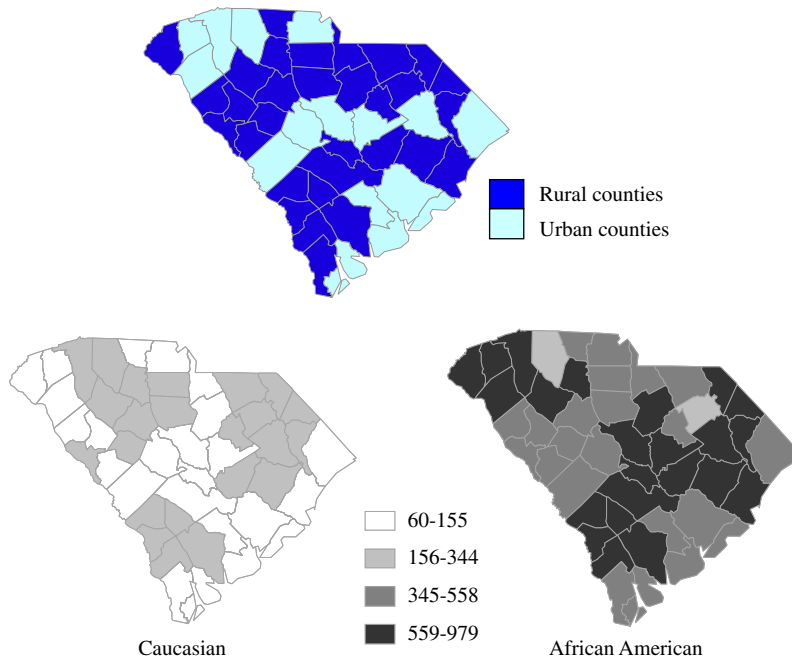 Rural counties
Urban counties
60-155
156-344
345-558
559-979
Caucasian
African American